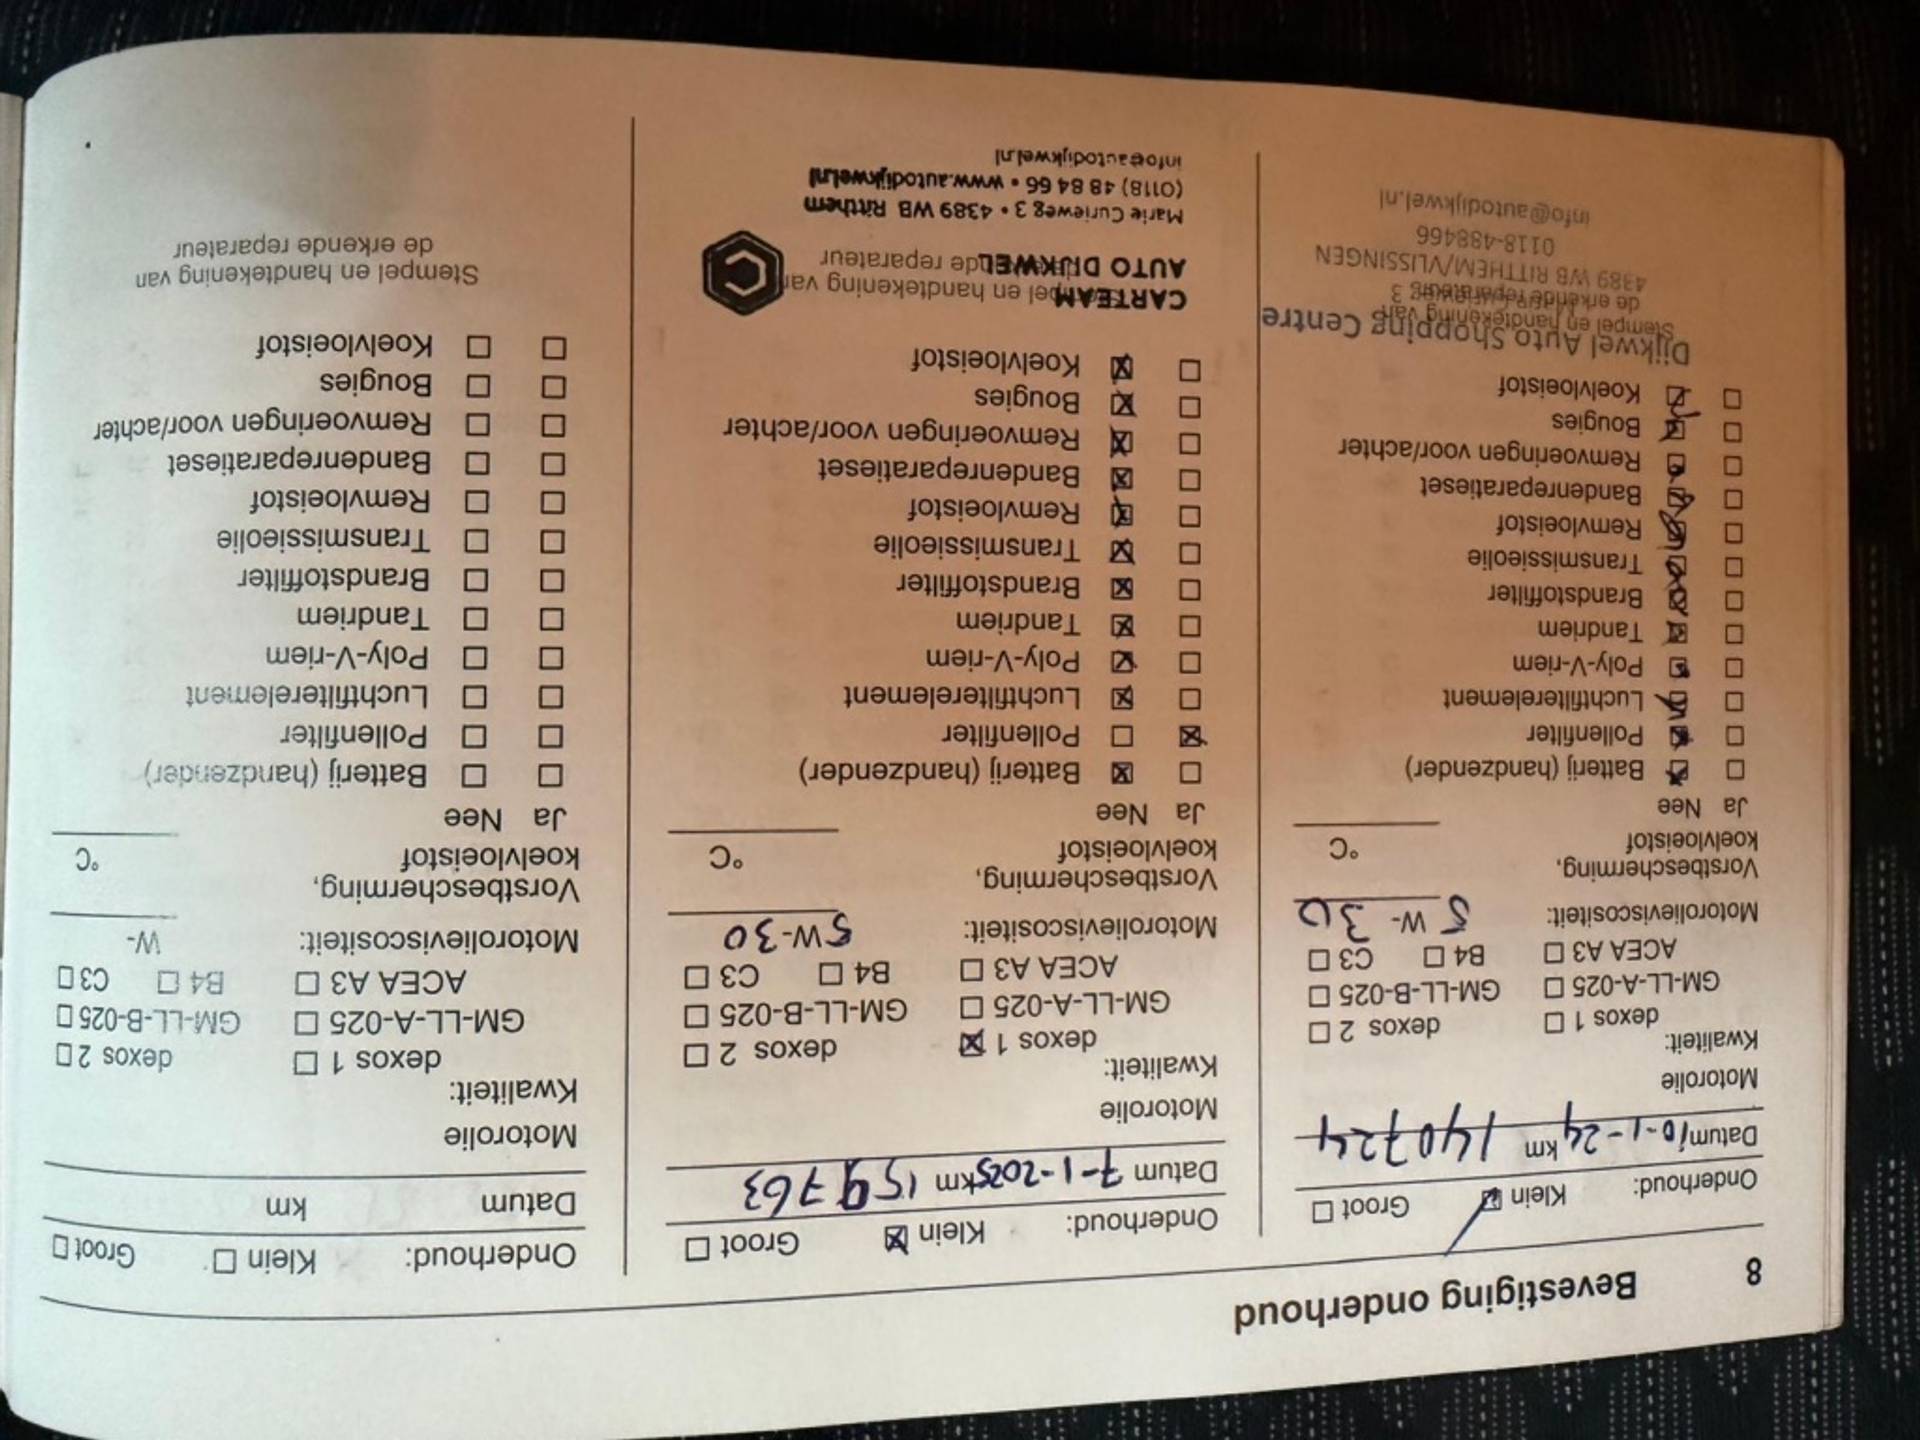 8 Bevestiging onderhoud
Onderhoud: Klein ☒ Groot ☐
Datum 10-1-24 km 140724
Motorolie
Kwaliteit:
dexos 1 ☐ dexos 2 ☐
GM-LL-A-025 ☐ GM-LL-B-025 ☐
ACEA A3 ☐ B4 ☐ C3 ☐
Motorolieviscositeit: 5 W- 30
Vorstbescherming,
koelvloeistof °C
Ja Nee
☐ ☒ Batterij (handzender)
☐ ☒ Pollenfilter
☐ ☒ Luchtfilterelement
☐ ☒ Poly-V-riem
☐ ☒ Tandriem
☐ ☒ Brandstoffilter
☐ ☒ Transmissieolie
☐ ☒ Remvloeistof
☐ ☒ Bandenreparatieset
☐ ☒ Remvoeringen voor/achter
☐ ☒ Bougies
☐ ☒ Koelvloeistof
Dijkwel Auto Shopping Centre
Stempel en handtekening van
de erkende reparateur
4389 WB RITTHEM/VLISSINGEN
0118-488466
info@autodijkwel.nl
Onderhoud: Klein ☒ Groot ☐
Datum 7-1-2025 km 159763
Motorolie
Kwaliteit:
dexos 1 ☒ dexos 2 ☐
GM-LL-A-025 ☐ GM-LL-B-025 ☐
ACEA A3 ☐ B4 ☐ C3 ☐
Motorolieviscositeit: 5W-30
Vorstbescherming,
koelvloeistof °C
Ja Nee
☐ ☒ Batterij (handzender)
☒ ☐ Pollenfilter
☐ ☒ Luchtfilterelement
☐ ☒ Poly-V-riem
☐ ☒ Tandriem
☐ ☒ Brandstoffilter
☐ ☒ Transmissieolie
☐ ☒ Remvloeistof
☐ ☒ Bandenreparatieset
☐ ☒ Remvoeringen voor/achter
☐ ☒ Bougies
☐ ☒ Koelvloeistof
Stempel en handtekening van
de erkende reparateur
CARTEAM
AUTO DIJKWEL
Marie Curieweg 3 • 4389 WB Ritthem
(0118) 48 84 66 • www.autodijkwel.nl
info@autodijkwel.nl
Onderhoud: Klein ☐ Groot ☐
Datum km
Motorolie
Kwaliteit:
dexos 1 ☐ dexos 2 ☐
GM-LL-A-025 ☐ GM-LL-B-025 ☐
ACEA A3 ☐ B4 ☐ C3 ☐
Motorolieviscositeit: W-
Vorstbescherming,
koelvloeistof °C
Ja Nee
☐ ☐ Batterij (handzender)
☐ ☐ Pollenfilter
☐ ☐ Luchtfilterelement
☐ ☐ Poly-V-riem
☐ ☐ Tandriem
☐ ☐ Brandstoffilter
☐ ☐ Transmissieolie
☐ ☐ Remvloeistof
☐ ☐ Bandenreparatieset
☐ ☐ Remvoeringen voor/achter
☐ ☐ Bougies
☐ ☐ Koelvloeistof
Stempel en handtekening van
de erkende reparateur